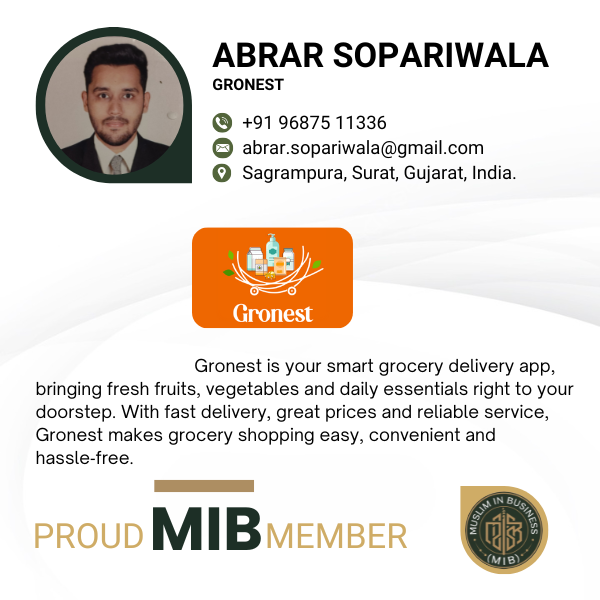 ABRAR SOPARIWALA
GRONEST
+91 96875 11336
abrar.sopariwala@gmail.com
Sagrampura, Surat, Gujarat, India.
Gronest
Gronest is your smart grocery delivery app,
bringing fresh fruits, vegetables and daily essentials right to your
doorstep. With fast delivery, great prices and reliable service,
Gronest makes grocery shopping easy, convenient and
hassle-free.
PROUD MIB MEMBER
MUSLIM IN BUSINESS
(MIB)